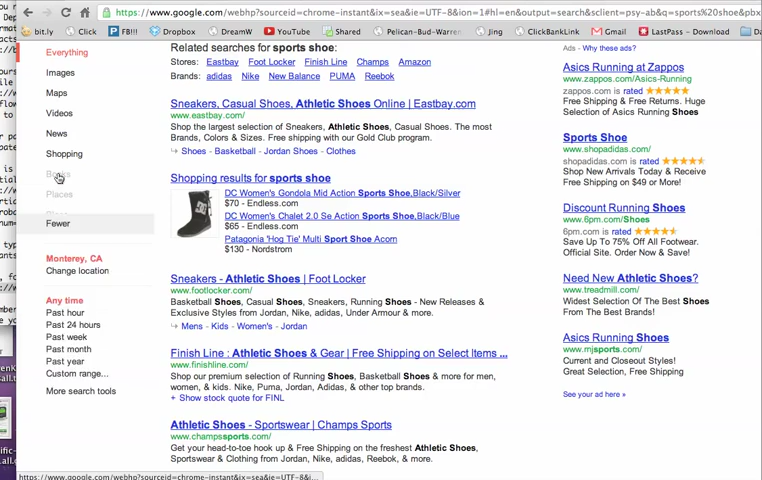 https://www.google.com/webhp?sourceid=chrome-instant&ix=sea&ie=UTF-8&ion=1#hl=en&output=search&sclient=psy-ab&q=sports%20shoe&pbx
bit.ly Click FB!!! Dropbox DreamW YouTube Shared Pelican-Bud-Warren Jing ClickBankLink Gmail LastPass - Download
Everything
Images
Maps
Videos
News
Shopping
Books
Places
Fewer
Monterey, CA
Change location
Any time
Past hour
Past 24 hours
Past week
Past month
Past year
Custom range...
More search tools
Related searches for sports shoe:
Stores: Eastbay Foot Locker Finish Line Champs Amazon
Brands: adidas Nike New Balance PUMA Reebok
Sneakers, Casual Shoes, Athletic Shoes Online | Eastbay.com
www.eastbay.com/
Shop the largest selection of Sneakers, Athletic Shoes, Casual Shoes. The most
Brands, Colors & Sizes. Fast Delivery with our Gold Club program.
Shoes - Basketball - Jordan Shoes - Clothes
Shopping results for sports shoe
DC Women's Gondola Mid Action Sports Shoe,Black/Silver
$70 - Endless.com
DC Women's Chalet 2.0 Se Action Sports Shoe,Black/Blue
$65 - Endless.com
Patagonia 'Hog Tie' Multi Sport Shoe Acorn
$130 - Nordstrom
Sneakers - Athletic Shoes | Foot Locker
www.footlocker.com/
Basketball Shoes, Casual Shoes, Sneakers, Running Shoes - New Releases &
Exclusive Styles from Jordan, Nike, adidas, Under Armour & more.
Mens - Kids - Women's - Jordan
Finish Line : Athletic Shoes & Gear | Free Shipping on Select Items ...
www.finishline.com/
Shop our premium selection of Running Shoes, Basketball Shoes & more for men,
women, & kids. Nike, Puma, Jordan, Adidas, & other top brands.
+ Show stock quote for FINL
Athletic Shoes - Sportswear | Champs Sports
www.champssports.com/
Get your head-to-toe hook up & Free Shipping on the freshest Athletic Shoes,
Sportswear & Clothing from Jordan, Nike, adidas, Reebok, & more.
Ads - Why these ads?
Asics Running at Zappos
www.zappos.com/Asics-Running
zappos.com is rated
Free Shipping & Free Returns. Huge
Selection of Asics Running Shoes
Sports Shoe
www.shopadidas.com/
shopadidas.com is rated
Shop New Arrivals Today & Receive
Free Shipping on $49 or More!
Discount Running Shoes
www.6pm.com/Shoes
6pm.com is rated
Save Up To 75% Off All Footwear.
Official Site. Order Now & Save!
Need New Athletic Shoes?
www.treadmill.com/
Widest Selection Of The Best Shoes
From The Best Brands!
Asics Running Shoes
www.mjsports.com/
Current and Closeout Styles!
Great Selection, Free Shipping
See your ad here »
https://www.google.com/webhp?sourceid=chrome-instant&ix=sea&ie=UTF-8&i...